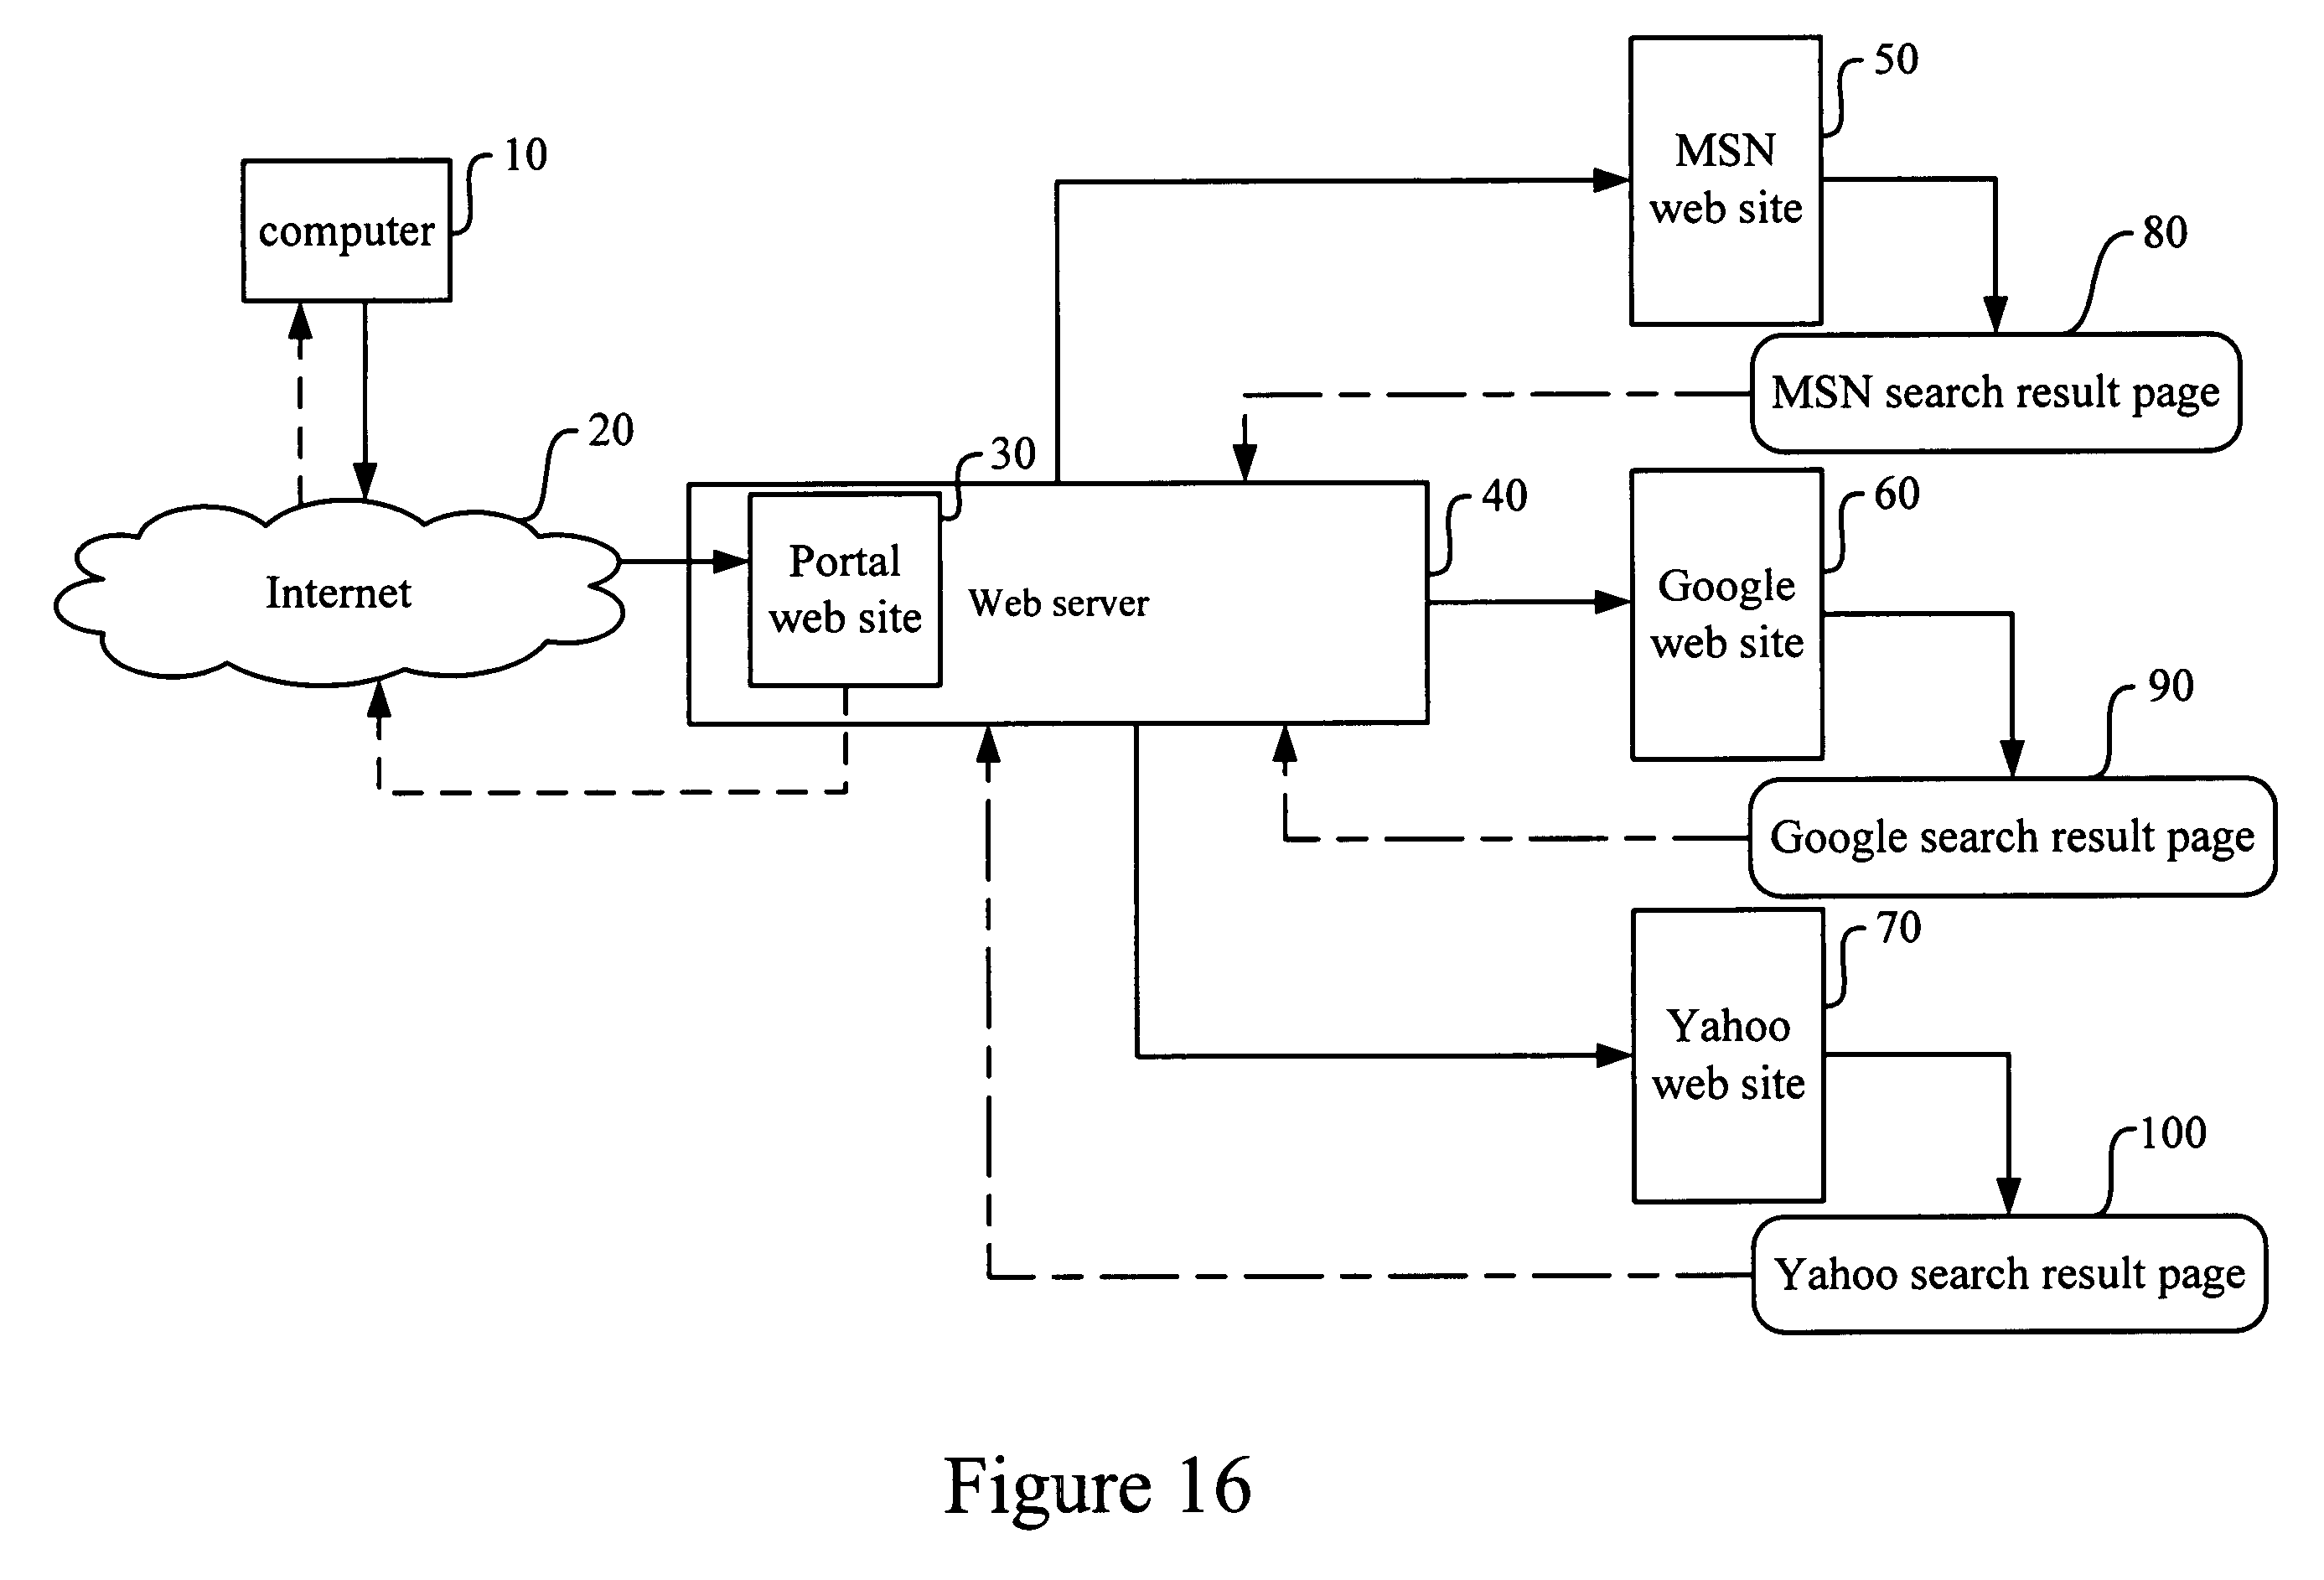 50
MSN
web site
10
computer
80
MSN search result page
20
30
40
60
Portal
web site
Web server
Internet
Google
web site
90
Google search result page
70
Yahoo
web site
100
Yahoo search result page
Figure 16